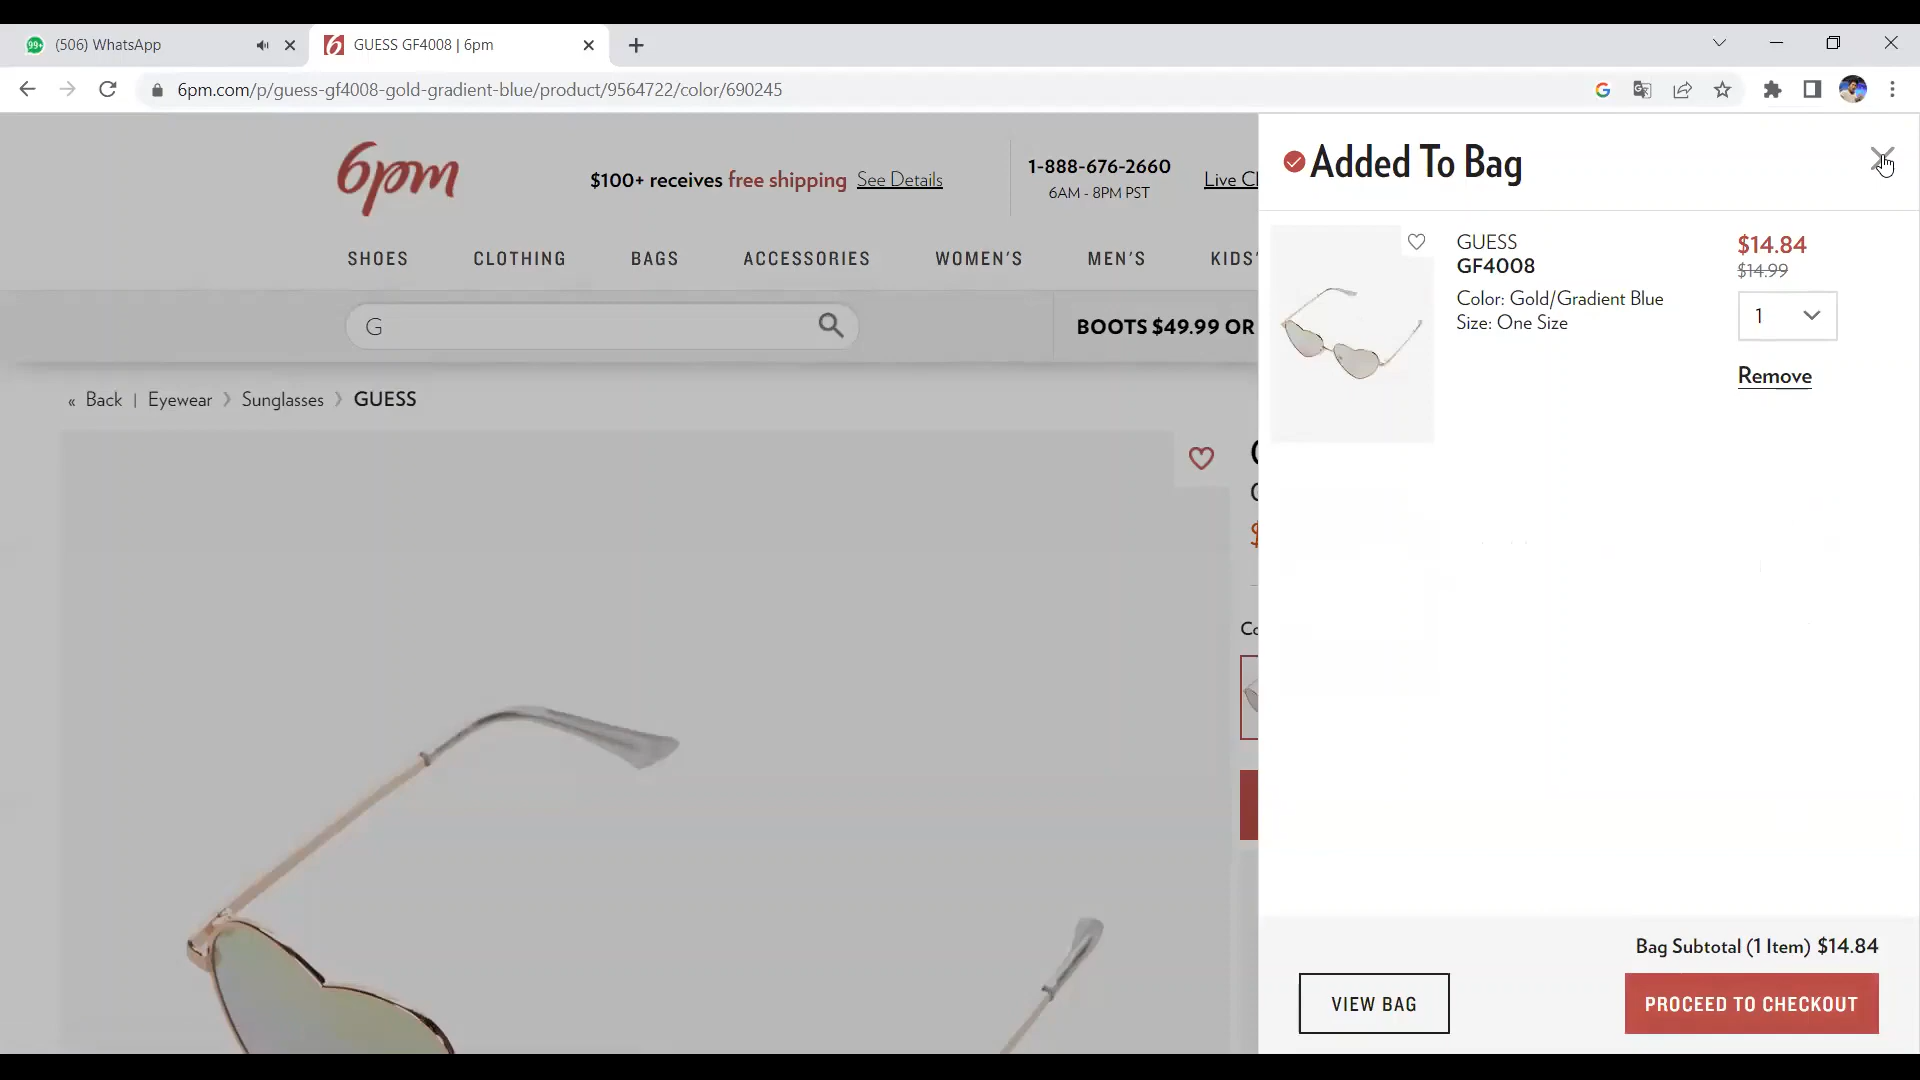 (506) WhatsApp
GUESS GF4008 | 6pm
6pm.com/p/guess-gf4008-gold-gradient-blue/product/9564722/color/690245
6pm
$100+ receives free shipping See Details
1-888-676-2660
6AM - 8PM PST
Live
SHOES CLOTHING BAGS ACCESSORIES WOMEN'S MEN'S KIDS'
G
BOOTS $49.99 OR
« Back | Eyewear > Sunglasses > GUESS
Added To Bag
GUESS
GF4008
Color: Gold/Gradient Blue
Size: One Size
$14.84
$14.99
1
Remove
Bag Subtotal (1 Item) $14.84
VIEW BAG
PROCEED TO CHECKOUT